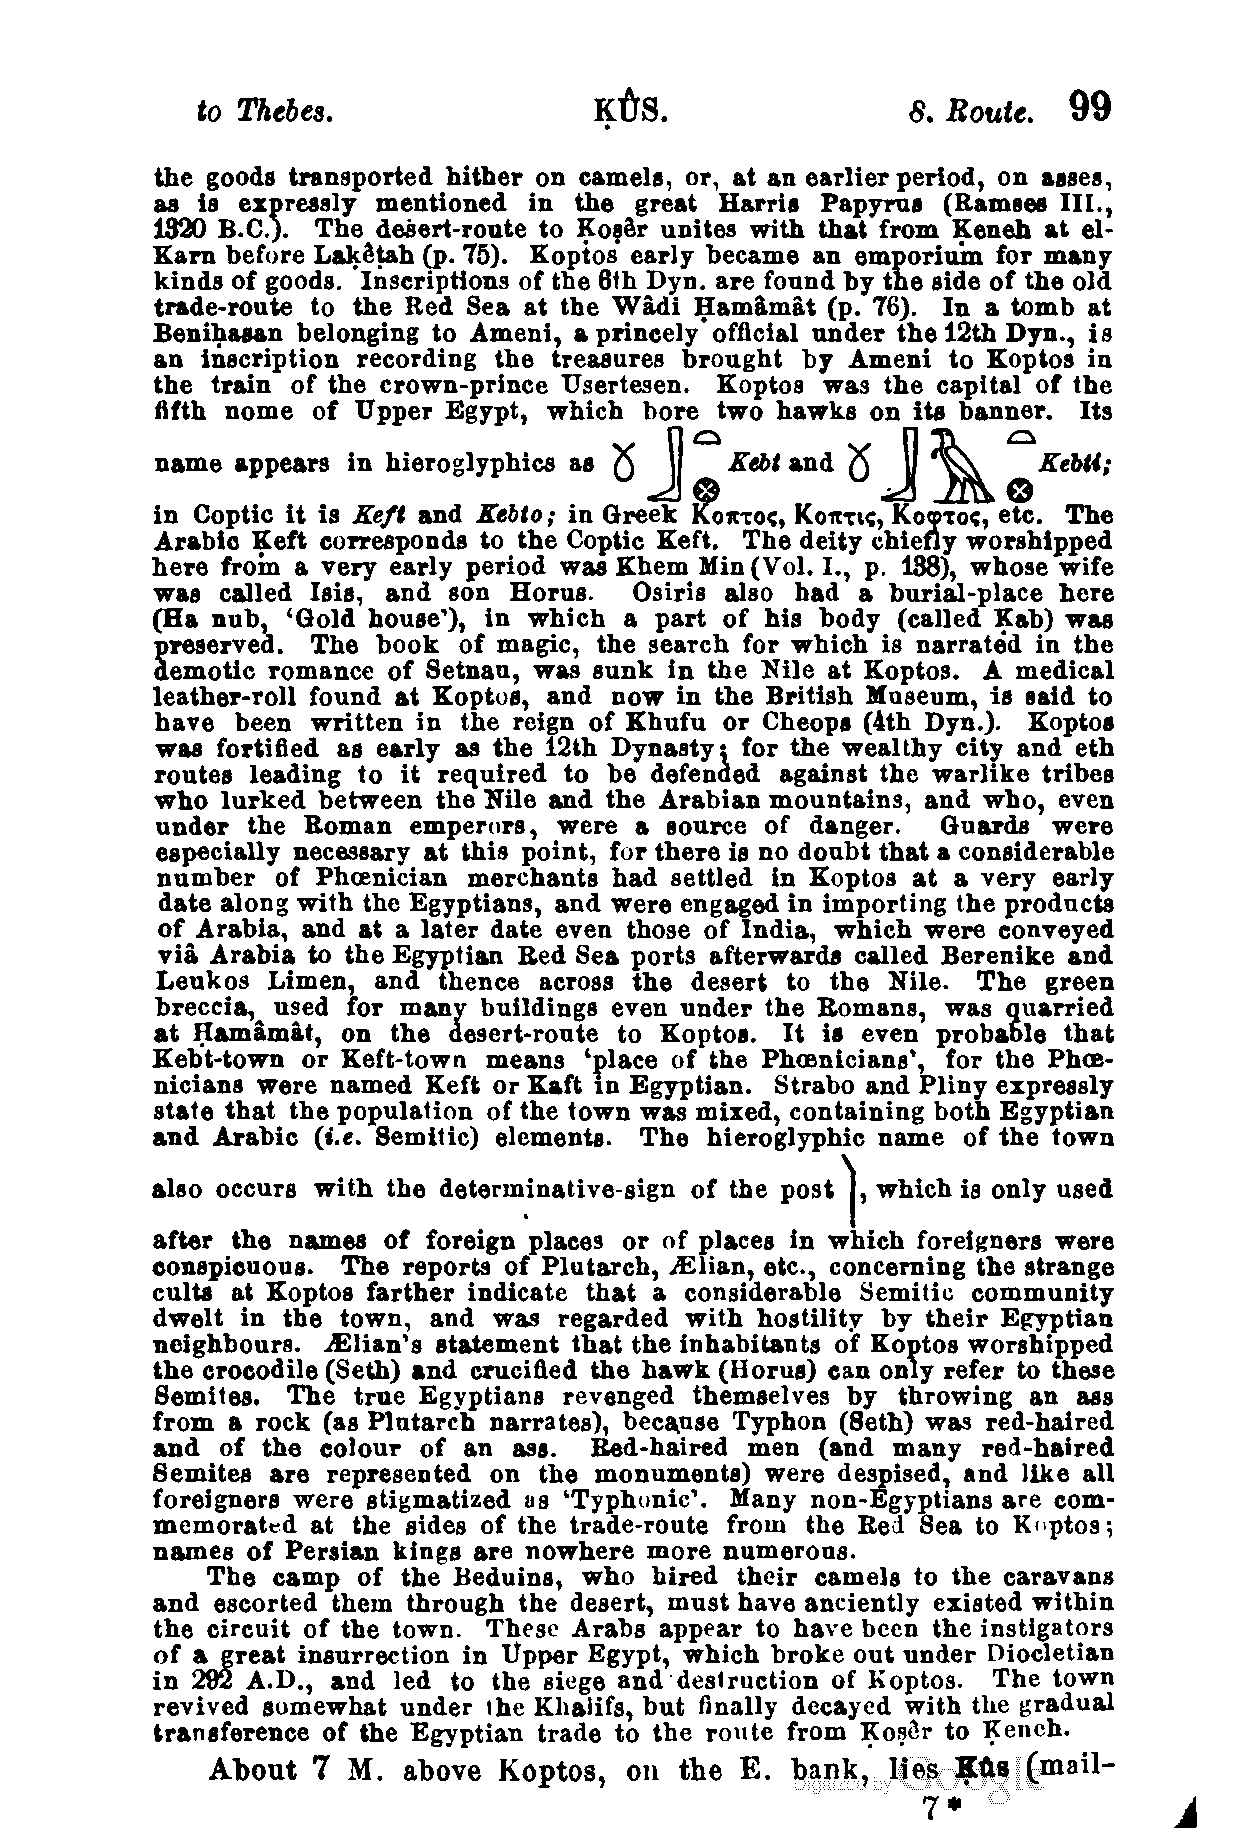 to Thebes. ḲÛS. 8. Route. 99
the goods transported hither on camels, or, at an earlier period, on asses,
as is expressly mentioned in the great Harris Papyrus (Ramses III.,
1320 B.C.). The desert-route to Ḳoṣêr unites with that from Ḳeneh at el-
Karn before Laḳêṭah (p. 75). Koptos early became an emporium for many
kinds of goods. Inscriptions of the 6th Dyn. are found by the side of the old
trade-route to the Red Sea at the Wâdi Ḥamâmât (p. 76). In a tomb at
Beniḥasan belonging to Ameni, a princely official under the 12th Dyn., is
an inscription recording the treasures brought by Ameni to Koptos in
the train of the crown-prince Usertesen. Koptos was the capital of the
fifth nome of Upper Egypt, which bore two hawks on its banner. Its
name appears in hieroglyphics as Kebt and Kebti;
in Coptic it is Keft and Kebto; in Greek Κοπτος, Κοπτις, Κοφτος, etc. The
Arabic Ḳeft corresponds to the Coptic Keft. The deity chiefly worshipped
here from a very early period was Khem Min (Vol. I., p. 138), whose wife
was called Isis, and son Horus. Osiris also had a burial-place here
(Ha nub, ‘Gold house’), in which a part of his body (called Ḳab) was
preserved. The book of magic, the search for which is narrated in the
demotic romance of Setnau, was sunk in the Nile at Koptos. A medical
leather-roll found at Koptos, and now in the British Museum, is said to
have been written in the reign of Khufu or Cheops (4th Dyn.). Koptos
was fortified as early as the 12th Dynasty; for the wealthy city and eth
routes leading to it required to be defended against the warlike tribes
who lurked between the Nile and the Arabian mountains, and who, even
under the Roman emperors, were a source of danger. Guards were
especially necessary at this point, for there is no doubt that a considerable
number of Phœnician merchants had settled in Koptos at a very early
date along with the Egyptians, and were engaged in importing the products
of Arabia, and at a later date even those of India, which were conveyed
viâ Arabia to the Egyptian Red Sea ports afterwards called Berenike and
Leukos Limen, and thence across the desert to the Nile. The green
breccia, used for many buildings even under the Romans, was quarried
at Ḥamâmât, on the desert-route to Koptos. It is even probable that
Kebt-town or Keft-town means ‘place of the Phœnicians’, for the Phœ-
nicians were named Keft or Kaft in Egyptian. Strabo and Pliny expressly
state that the population of the town was mixed, containing both Egyptian
and Arabic (i.e. Semitic) elements. The hieroglyphic name of the town
also occurs with the determinative-sign of the post , which is only used
after the names of foreign places or of places in which foreigners were
conspicuous. The reports of Plutarch, Ælian, etc., concerning the strange
cults at Koptos farther indicate that a considerable Semitic community
dwelt in the town, and was regarded with hostility by their Egyptian
neighbours. Ælian’s statement that the inhabitants of Koptos worshipped
the crocodile (Seth) and crucified the hawk (Horus) can only refer to these
Semites. The true Egyptians revenged themselves by throwing an ass
from a rock (as Plutarch narrates), because Typhon (Seth) was red-haired
and of the colour of an ass. Red-haired men (and many red-haired
Semites are represented on the monuments) were despised, and like all
foreigners were stigmatized as ‘Typhonic’. Many non-Egyptians are com-
memorated at the sides of the trade-route from the Red Sea to Koptos;
names of Persian kings are nowhere more numerous.
The camp of the Beduins, who hired their camels to the caravans
and escorted them through the desert, must have anciently existed within
the circuit of the town. These Arabs appear to have been the instigators
of a great insurrection in Upper Egypt, which broke out under Diocletian
in 292 A.D., and led to the siege and destruction of Koptos. The town
revived somewhat under the Khalifs, but finally decayed with the gradual
transference of the Egyptian trade to the route from Ḳoṣêr to Ḳench.
About 7 M. above Koptos, on the E. bank, lies Ḳûs (mail-
Digitized by Google
7*